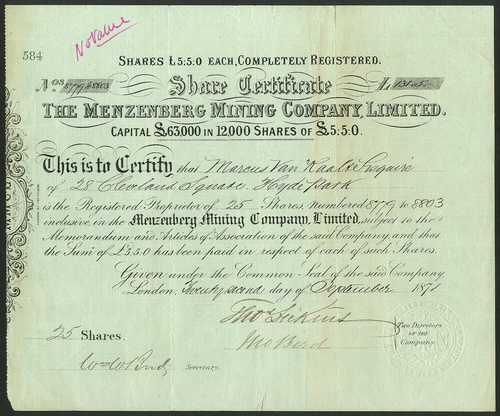 584
No value
SHARES £5:5:0 EACH, COMPLETELY REGISTERED.
Nos 8779 to 8803 Share Certificate £131.5.-
THE MENZENBERG MINING COMPANY, LIMITED.
CAPITAL £63,000 IN 12,000 SHARES OF £5:5:0.
This is to Certify that Marcus Van Raalte Esquire
of 28 Cleveland Square Hyde Park
is the Registered Proprietor of 25 Shares, numbered 8779 to 8803
inclusive in the Menzenberg Mining Company, Limited, subject to the
Memorandum and Articles of Association of the said Company, and that
the Sum of £5:5:0 has been paid in respect of each of such Shares.
Given under the Common Seal of the said Company,
London, Twenty second day of September 1871
Thos Dickins
Two Directors
of the
Company.
Bird
25 Shares.
Secretary.